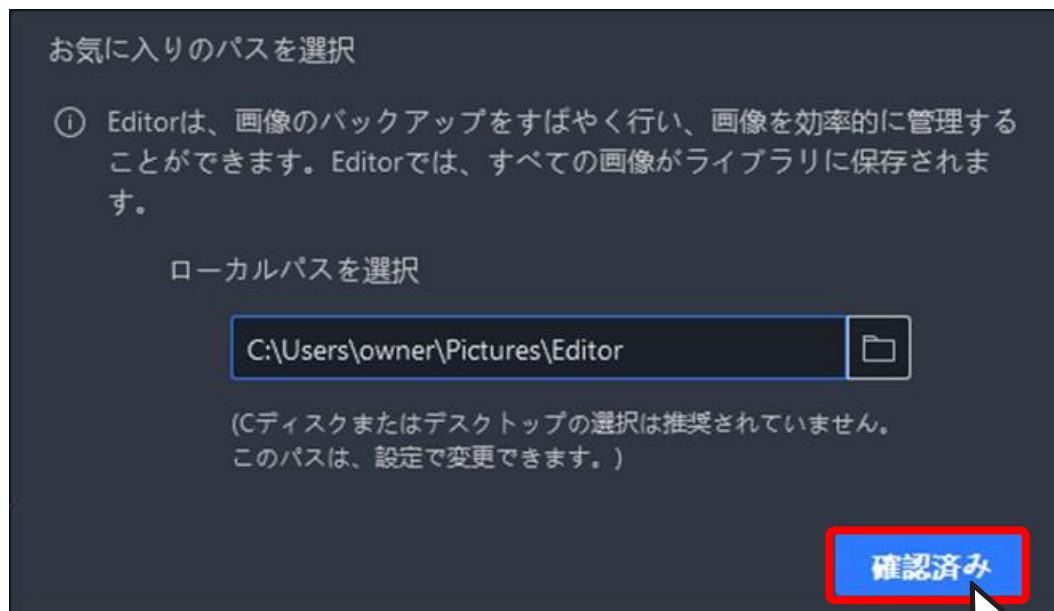 お気に入りのパスを選択
Editorは、画像のバックアップをすばやく行い、画像を効率的に管理する
ことができます。Editorでは、すべての画像がライブラリに保存されま
す。
ローカルパスを選択
C:\Users\owner\Pictures\Editor
(Cディスクまたはデスクトップの選択は推奨されていません。
このパスは、設定で変更できます。)
確認済み